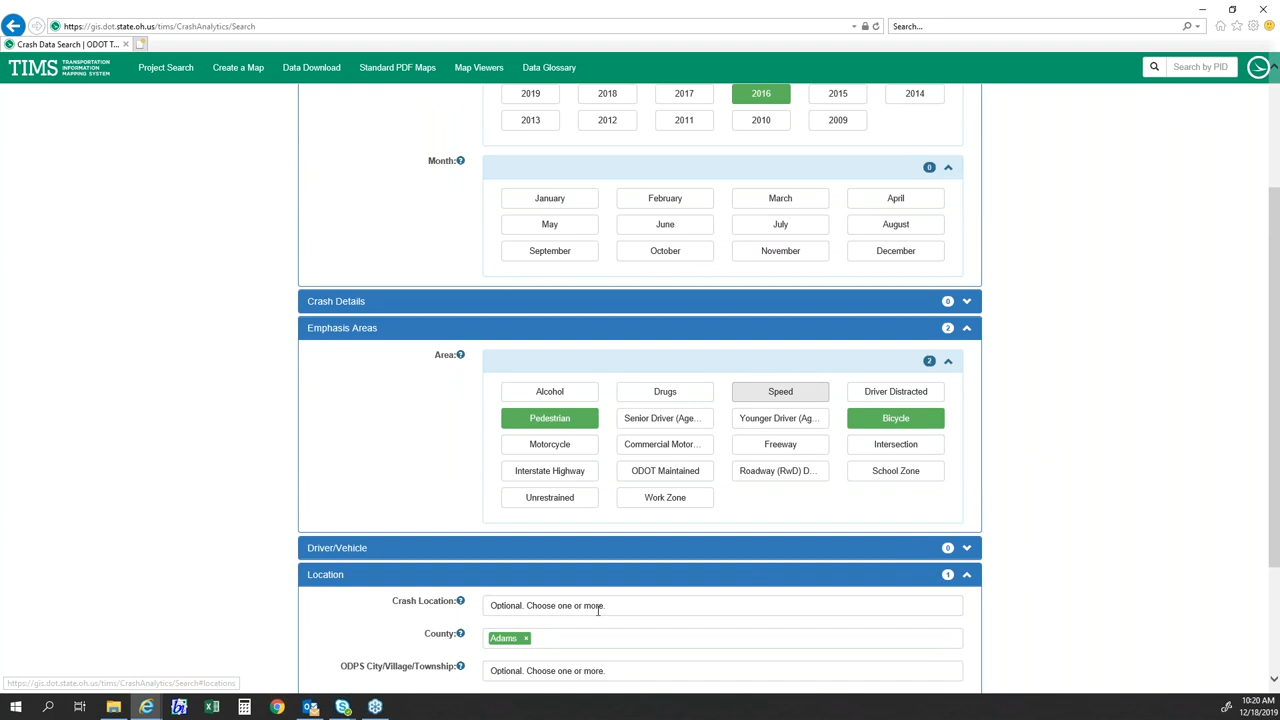 https://gis.dot.state.oh.us/tims/CrashAnalytics/Search
Search...
Crash Data Search | ODOT T...
TIMS TRANSPORTATION INFORMATION MAPPING SYSTEM
Project Search Create a Map Data Download Standard PDF Maps Map Viewers Data Glossary Search by PID
2019 2018 2017 2016 2015 2014
2013 2012 2011 2010 2009
Month: 0
January February March April
May June July August
September October November December
Crash Details 0
Emphasis Areas 2
Area: 2
Alcohol Drugs Speed Driver Distracted
Pedestrian Senior Driver (Age... Younger Driver (Ag... Bicycle
Motorcycle Commercial Motor... Freeway Intersection
Interstate Highway ODOT Maintained Roadway (RwD) D... School Zone
Unrestrained Work Zone
Driver/Vehicle 0
Location 1
Crash Location: Optional. Choose one or more.
County: Adams ×
ODPS City/Village/Township: Optional. Choose one or more.
https://gis.dot.state.oh.us/tims/CrashAnalytics/Search#locations
10:20 AM
12/18/2019